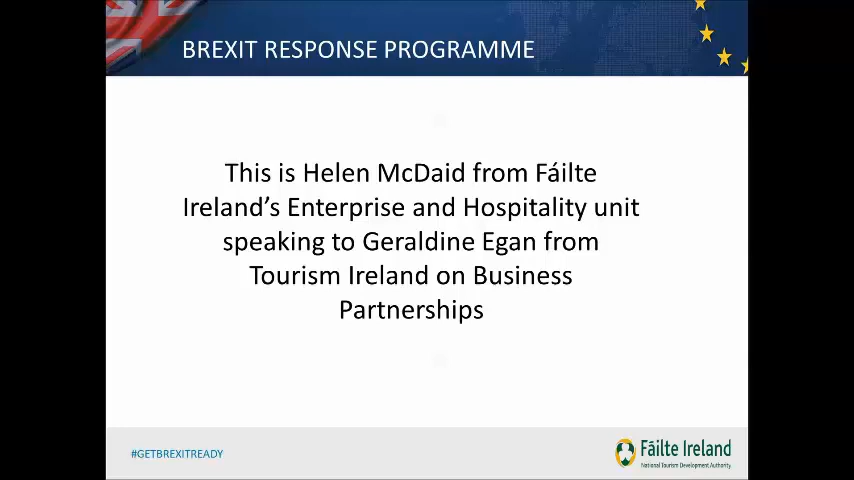 BREXIT RESPONSE PROGRAMME
This is Helen McDaid from Fáilte
Ireland’s Enterprise and Hospitality unit
speaking to Geraldine Egan from
Tourism Ireland on Business
Partnerships
#GETBREXITREADY
Fáilte Ireland
National Tourism Development Authority